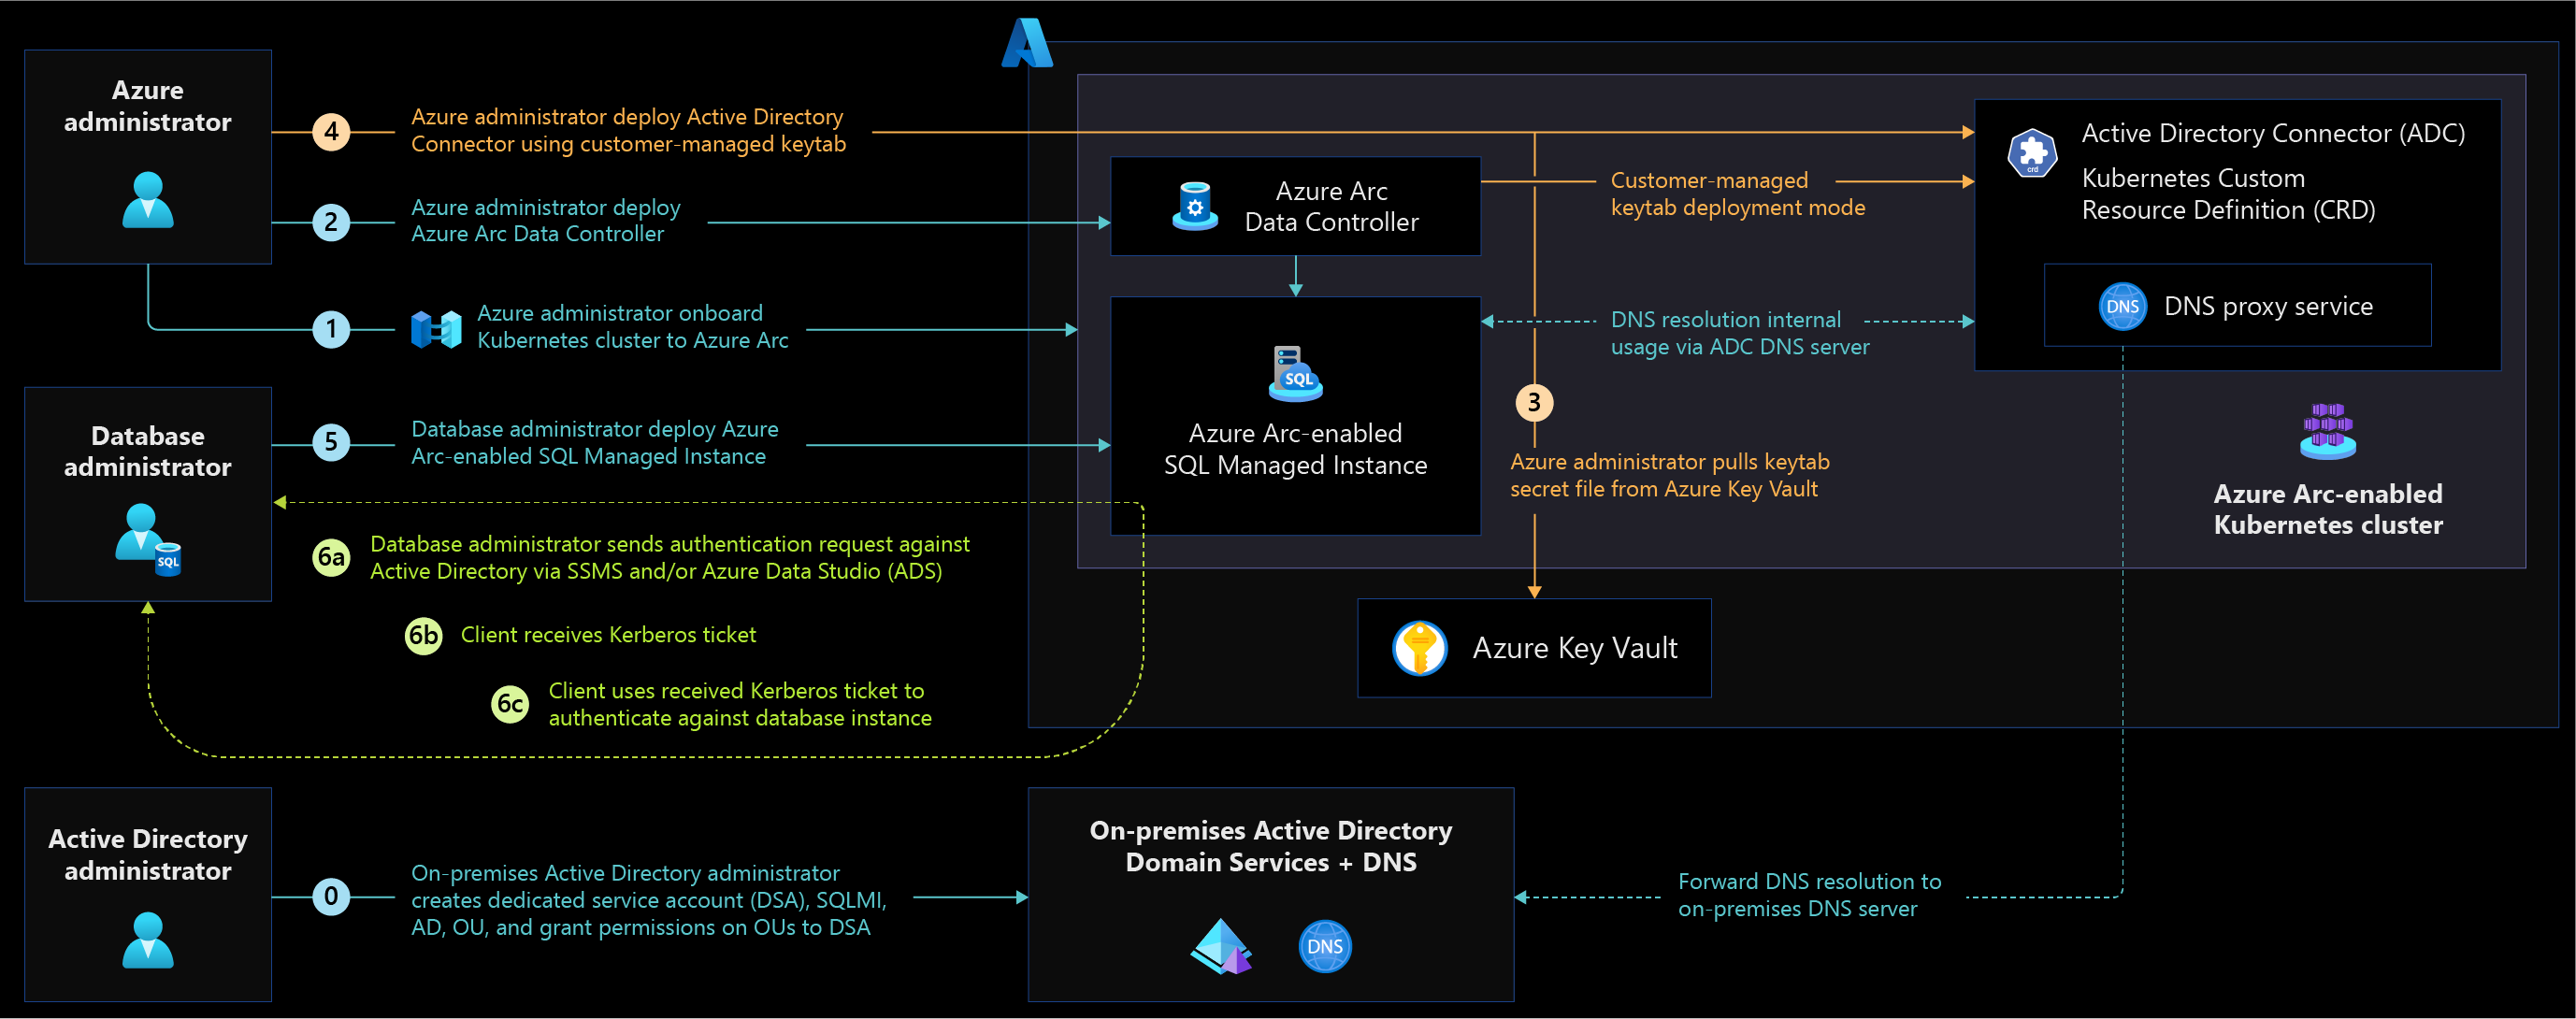 Azure
administrator
4
Azure administrator deploy Active Directory
Connector using customer-managed keytab
2
Azure administrator deploy
Azure Arc Data Controller
1
Azure administrator onboard
Kubernetes cluster to Azure Arc
Database
administrator
SQL
5
Database administrator deploy Azure
Arc-enabled SQL Managed Instance
6a
Database administrator sends authentication request against
Active Directory via SSMS and/or Azure Data Studio (ADS)
6b
Client receives Kerberos ticket
6c
Client uses received Kerberos ticket to
authenticate against database instance
Active Directory
administrator
0
On-premises Active Directory administrator
creates dedicated service account (DSA), SQLMI,
AD, OU, and grant permissions on OUs to DSA
Azure Arc
Data Controller
SQL
Azure Arc-enabled
SQL Managed Instance
Customer-managed
keytab deployment mode
DNS resolution internal
usage via ADC DNS server
3
Azure administrator pulls keytab
secret file from Azure Key Vault
Azure Key Vault
crd
Active Directory Connector (ADC)
Kubernetes Custom
Resource Definition (CRD)
DNS
DNS proxy service
Azure Arc-enabled
Kubernetes cluster
On-premises Active Directory
Domain Services + DNS
DNS
Forward DNS resolution to
on-premises DNS server